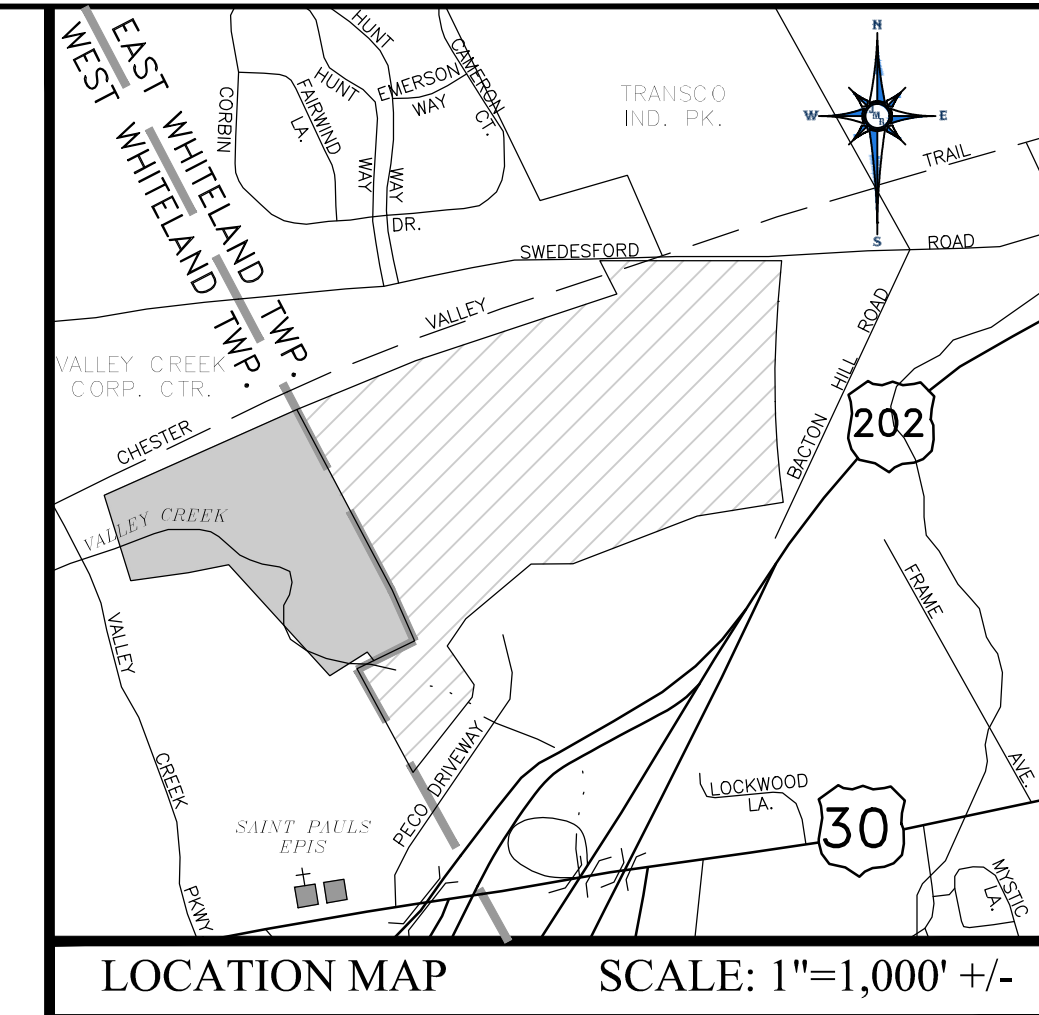 EAST WHITELAND TWP.
WEST WHITELAND TWP.
CORBIN
FAIRWIND
LA.
HUNT
HUNT
WAY
WAY
EMERSON
WAY
CAMERON
CT.
DR.
TRANSCO
IND. PK.
N
W
E
S
TRAIL
SWEDESFORD
ROAD
VALLEY
VALLEY CREEK
CORP. CTR.
CHESTER
BACTON HILL ROAD
202
VALLEY CREEK
FRAME
AVE.
VALLEY
CREEK
PKWY
PECO DRIVEWAY
LOCKWOOD
LA.
30
SAINT PAULS
EPIS
MYSTIC
LA.
LOCATION MAP SCALE: 1"=1,000' +/-